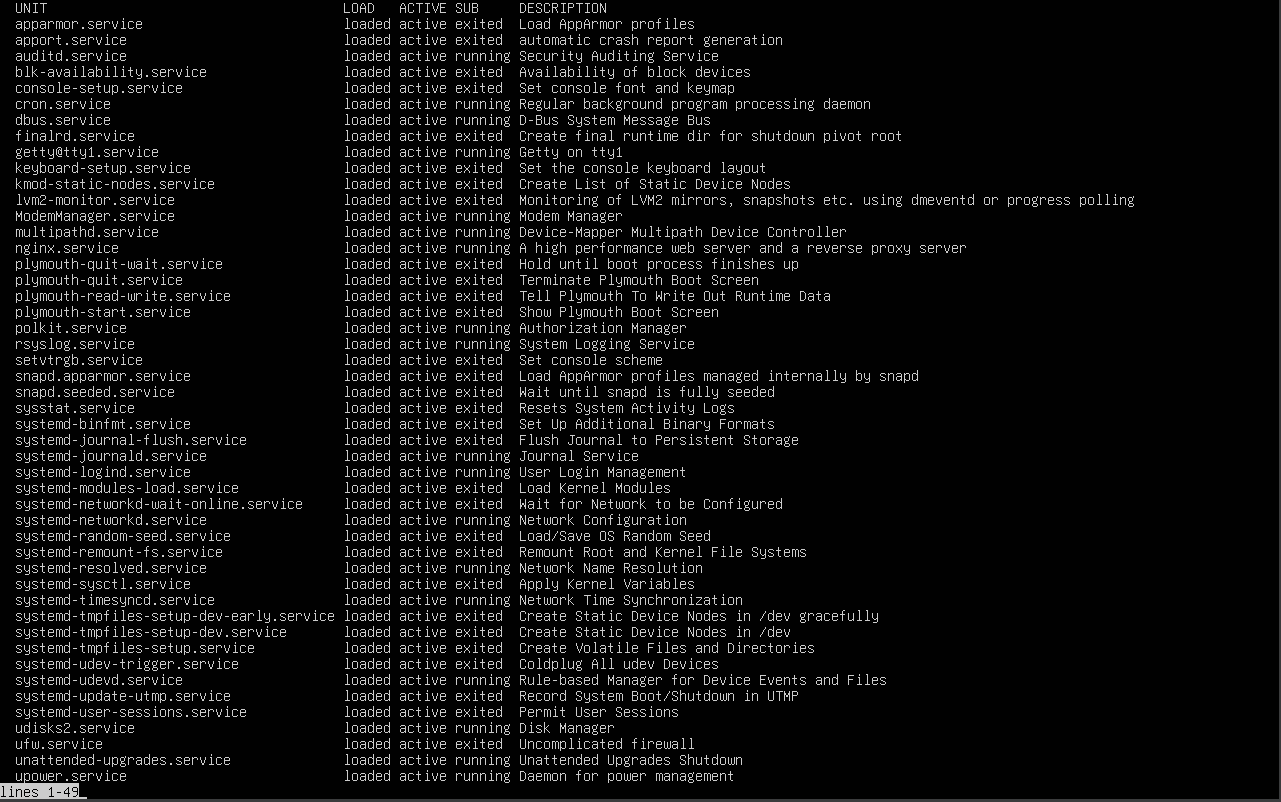 UNIT LOAD ACTIVE SUB DESCRIPTION
apparmor.service loaded active exited Load AppArmor profiles
apport.service loaded active exited automatic crash report generation
auditd.service loaded active running Security Auditing Service
blk-availability.service loaded active exited Availability of block devices
console-setup.service loaded active exited Set console font and keymap
cron.service loaded active running Regular background program processing daemon
dbus.service loaded active running D-Bus System Message Bus
finalrd.service loaded active exited Create final runtime dir for shutdown pivot root
getty@tty1.service loaded active running Getty on tty1
keyboard-setup.service loaded active exited Set the console keyboard layout
kmod-static-nodes.service loaded active exited Create List of Static Device Nodes
lvm2-monitor.service loaded active exited Monitoring of LVM2 mirrors, snapshots etc. using dmeventd or progress polling
ModemManager.service loaded active running Modem Manager
multipathd.service loaded active running Device-Mapper Multipath Device Controller
nginx.service loaded active running A high performance web server and a reverse proxy server
plymouth-quit-wait.service loaded active exited Hold until boot process finishes up
plymouth-quit.service loaded active exited Terminate Plymouth Boot Screen
plymouth-read-write.service loaded active exited Tell Plymouth To Write Out Runtime Data
plymouth-start.service loaded active exited Show Plymouth Boot Screen
polkit.service loaded active running Authorization Manager
rsyslog.service loaded active running System Logging Service
setvtrgb.service loaded active exited Set console scheme
snapd.apparmor.service loaded active exited Load AppArmor profiles managed internally by snapd
snapd.seeded.service loaded active exited Wait until snapd is fully seeded
sysstat.service loaded active exited Resets System Activity Logs
systemd-binfmt.service loaded active exited Set Up Additional Binary Formats
systemd-journal-flush.service loaded active exited Flush Journal to Persistent Storage
systemd-journald.service loaded active running Journal Service
systemd-logind.service loaded active running User Login Management
systemd-modules-load.service loaded active exited Load Kernel Modules
systemd-networkd-wait-online.service loaded active exited Wait for Network to be Configured
systemd-networkd.service loaded active running Network Configuration
systemd-random-seed.service loaded active exited Load/Save OS Random Seed
systemd-remount-fs.service loaded active exited Remount Root and Kernel File Systems
systemd-resolved.service loaded active running Network Name Resolution
systemd-sysctl.service loaded active exited Apply Kernel Variables
systemd-timesyncd.service loaded active running Network Time Synchronization
systemd-tmpfiles-setup-dev-early.service loaded active exited Create Static Device Nodes in /dev gracefully
systemd-tmpfiles-setup-dev.service loaded active exited Create Static Device Nodes in /dev
systemd-tmpfiles-setup.service loaded active exited Create Volatile Files and Directories
systemd-udev-trigger.service loaded active exited Coldplug All udev Devices
systemd-udevd.service loaded active running Rule-based Manager for Device Events and Files
systemd-update-utmp.service loaded active exited Record System Boot/Shutdown in UTMP
systemd-user-sessions.service loaded active exited Permit User Sessions
udisks2.service loaded active running Disk Manager
ufw.service loaded active exited Uncomplicated firewall
unattended-upgrades.service loaded active running Unattended Upgrades Shutdown
upower.service loaded active running Daemon for power management
lines 1-49